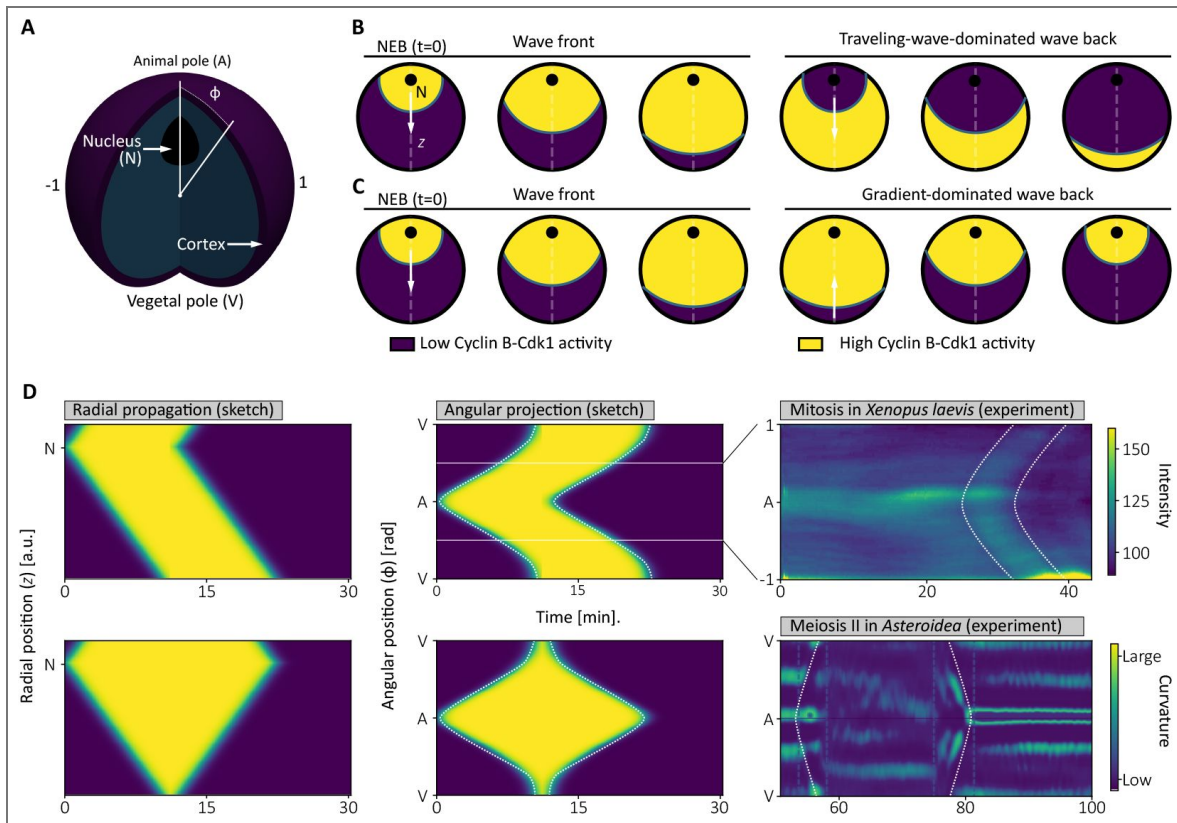 A
Animal pole (A)
ϕ
Nucleus
(N)
-1
1
Cortex
Vegetal pole (V)
B
NEB (t=0)
Wave front
Traveling-wave-dominated wave back
N
z
C
NEB (t=0)
Wave front
Gradient-dominated wave back
Low Cyclin B-Cdk1 activity
High Cyclin B-Cdk1 activity
D
Radial propagation (sketch)
Angular projection (sketch)
Mitosis in Xenopus laevis (experiment)
Radial position (z) [a.u.]
N
0
15
30
Angular position (ϕ) [rad]
V
A
V
0
15
30
1
A
-1
0
20
40
150
125
100
Intensity
Time [min].
Meiosis II in Asteroidea (experiment)
N
0
15
30
V
A
V
0
15
30
V
A
V
60
80
100
Large
Low
Curvature